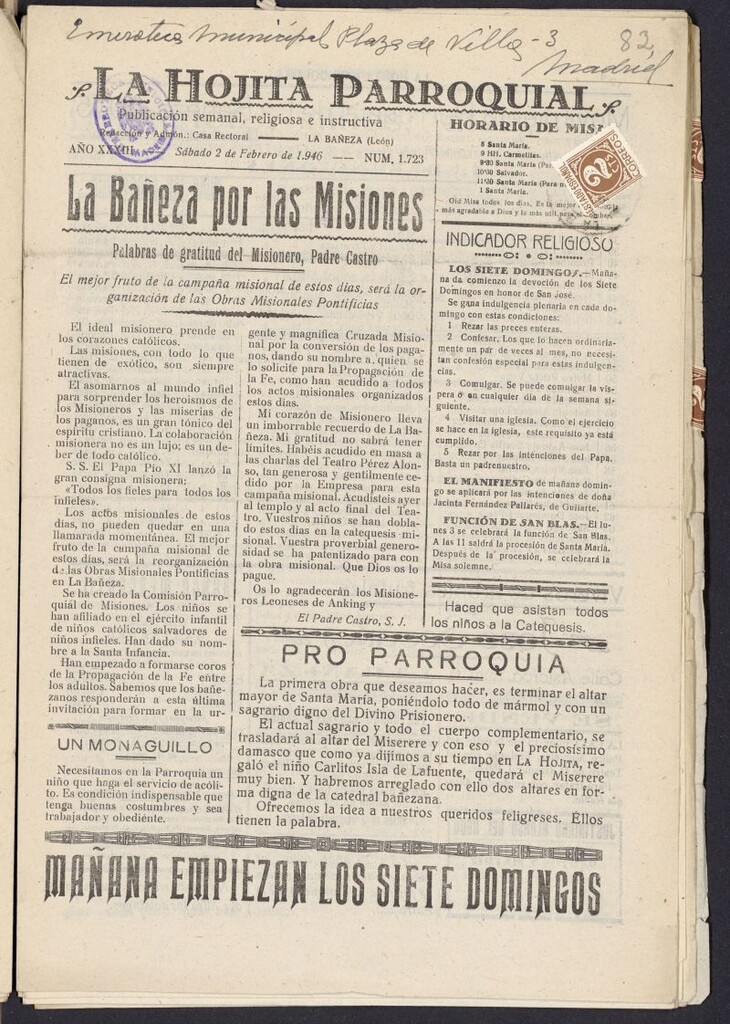 Emeroteca Municipal Plaza de Villa - 3
82
Madrid
LA HOJITA PARROQUIAL
Publicación semanal, religiosa e instructiva
Redacción y Admón.: Casa Rectoral — LA BAÑEZA (León)
AÑO XXXIII — Sábado 2 de Febrero de 1.946 — NUM. 1.723
La Bañeza por las Misiones
Palabras de gratitud del Misionero, Padre Castro
El mejor fruto de la campaña misional de estos días, será la or-
ganización de las Obras Misionales Pontificias
El ideal misionero prende en
los corazones católicos.
Las misiones, con todo lo que
tienen de exótico, son siempre
atractivas.
El asomarnos al mundo infiel
para sorprender los heroismos de
los Misioneros y las miserias de
los paganos, es un gran tónico del
espíritu cristiano. La colaboración
misionera no es un lujo; es un de-
ber de todo católico.
S. S. El Papa Pío XI lanzó la
gran consigna misionera:
«Todos los fieles para todos los
infieles».
Los actos misionales de estos
días, no pueden quedar en una
llamarada momentánea. El mejor
fruto de la campaña misional de
estos días, será la reorganización
de las Obras Misionales Pontificias
en La Bañeza.
Se ha creado la Comisión Parro-
quial de Misiones. Los niños se
han afiliado en el ejército infantil
de niños católicos salvadores de
niños infieles. Han dado su nombre
a la Santa Infancia.
Han empezado a formarse coros
de la Propagación de la Fe entre
los adultos. Sabemos que los bañe-
zanos responderán a esta última
invitación para formar en la ur-
gente y magnífica Cruzada Misio-
nal por la conversión de los paga-
nos, dando su nombre a quien se
lo solicite para la Propagación de
la Fe, como han acudido a todos
los actos misionales organizados
estos días.
Mi corazón de Misionero lleva
un imborrable recuerdo de La Ba-
ñeza. Mi gratitud no sabrá tener
límites. Habéis acudido en masa a
las charlas del Teatro Pérez Alon-
so, tan generosa y gentilmente ce-
dido por la Empresa para esta
campaña misional. Acudisteis ayer
al templo y al acto final del Tea-
tro. Vuestros niños se han dobla-
do estos días en la catequesis mi-
sional. Vuestra proverbial genero-
sidad se ha patentizado para con
la obra misional. Que Dios os lo
pague.
Os lo agradecerán los Misione-
ros Leoneses de Anking y
El Padre Castro, S. J.
UN MONAGUILLO
Necesitamos en la Parroquia un
niño que haga el servicio de acóli-
to. Es condición indispensable que
tenga buenas costumbres y sea
trabajador y obediente.
HORARIO DE MISA
8 Santa María.
9 HH. Carmelitas.
9'30 Santa María
10'30 Salvador.
11'30 Santa María (Para
1 Santa María.
Oid Misa todos los días. Es la mejor
más agradable a Dios y la más útil
CORREOS
2 cts
INDICADOR RELIGIOSO
LOS SIETE DOMINGOS.—Maña-
na da comienzo la devoción de los Siete
Domingos en honor de San José.
Se gana indulgencia plenaria en cada do-
mingo con estas condiciones:
1 Rezar las preces enteras.
2 Confesar. Los que lo hacen ordinaria-
mente un par de veces al mes, no necesi-
tan confesión especial para estas indulgen-
cias.
3 Comulgar. Se puede comulgar la vís-
pera o en cualquier día de la semana si-
guiente.
4 Visitar una iglesia. Como el ejercicio
se hace en la iglesia, este requisito ya está
cumplido.
5 Rezar por las intenciones del Papa.
Basta un padrenuestro.
EL MANIFIESTO de mañana domin-
go se aplicará por las intenciones de doña
Jacinta Fernández Pallarés, de Guilarte.
FUNCIÓN DE SAN BLAS.—El lu-
nes 3 se celebrará la función de San Blas.
A las 11 saldrá la procesión de Santa María.
Después de la procesión, se celebrará la
Misa solemne.
Haced que asistan todos
los niños a la Catequesis.
PRO PARROQUIA
La primera obra que deseamos hacer, es terminar el altar
mayor de Santa María, poniéndolo todo de mármol y con un
sagrario digno del Divino Prisionero.
El actual sagrario y todo el cuerpo complementario, se
trasladará al altar del Miserere y con eso y el preciosísimo
damasco que como ya dijimos a su tiempo en LA HOJITA, re-
galó el niño Carlitos Isla de Lafuente, quedará el Miserere
muy bien. Y habremos arreglado con ello dos altares en for-
ma digna de la catedral bañezana.
Ofrecemos la idea a nuestros queridos feligreses. Éllos
tienen la palabra.
MAÑANA EMPIEZAN LOS SIETE DOMINGOS